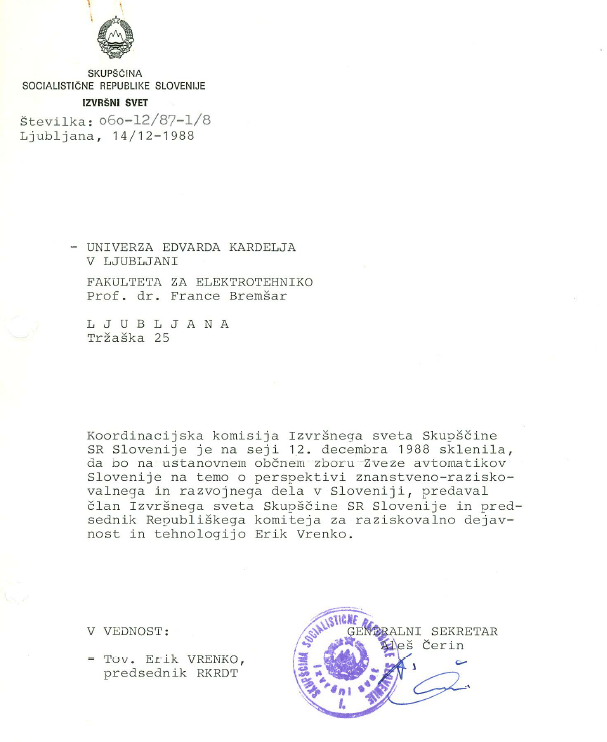 SKUPŠČINA
SOCIALISTIČNE REPUBLIKE SLOVENIJE
IZVRŠNI SVET
Številka: 060-12/87-1/8
Ljubljana, 14/12-1988
- UNIVERZA EDVARDA KARDELJA
V LJUBLJANI
FAKULTETA ZA ELEKTROTEHNIKO
Prof. dr. France Bremšar
L J U B L J A N A
Tržaška 25
Koordinacijska komisija Izvršnega sveta Skupščine
SR Slovenije je na seji 12. decembra 1988 sklenila,
da bo na ustanovnem občnem zboru Zveze avtomatikov
Slovenije na temo o perspektivi znanstveno-razisko-
valnega in razvojnega dela v Sloveniji, predaval
član Izvršnega sveta Skupščine SR Slovenije in pred-
sednik Republiškega komiteja za raziskovalno dejav-
nost in tehnologijo Erik Vrenko.
V VEDNOST:
= Tov. Erik VRENKO,
predsednik RKRDT
GENERALNI SEKRETAR
Aleš Čerin
SKUPŠČINA SOCIALISTIČNE REPUBLIKE SLOVENIJE
Izvršni svet
1.